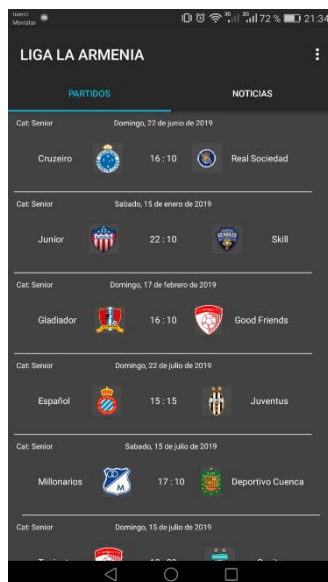 Movistar
72 % 21:34
LIGA LA ARMENIA
PARTIDOS NOTICIAS
Cat: Senior Domingo, 22 de junio de 2019
Cruzeiro 16:10 Real Sociedad
Cat: Senior Sabado, 15 de enero de 2019
Junior 22:10 Skill
Cat: Senior Domingo, 17 de febrero de 2019
Gladiador 16:10 Good Friends
Cat: Senior Domingo, 22 de julio de 2019
Español 15:15 Juventus
Cat: Senior Sabado, 15 de julio de 2019
Millonarios 17:10 Deportivo Cuenca
Cat: Senior Domingo, 15 de julio de 2019